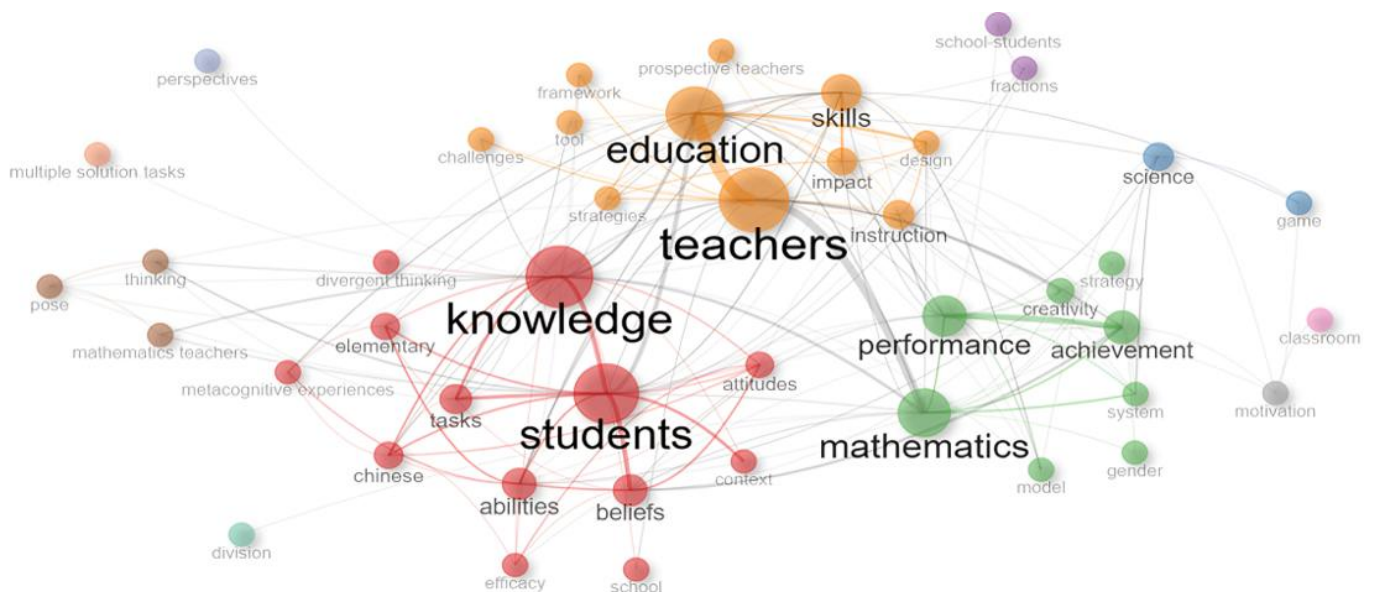 school-students
prospective teachers
perspectives
framework
fractions
skills
tool
education
challenges
design
impact
science
multiple solution tasks
strategies
game
instruction
teachers
thinking
divergent thinking
strategy
pose
creativity
knowledge
classroom
elementary
performance
achievement
mathematics teachers
metacognitive experiences
attitudes
tasks
system
motivation
students
mathematics
chinese
context
gender
model
abilities
beliefs
division
efficacy
school